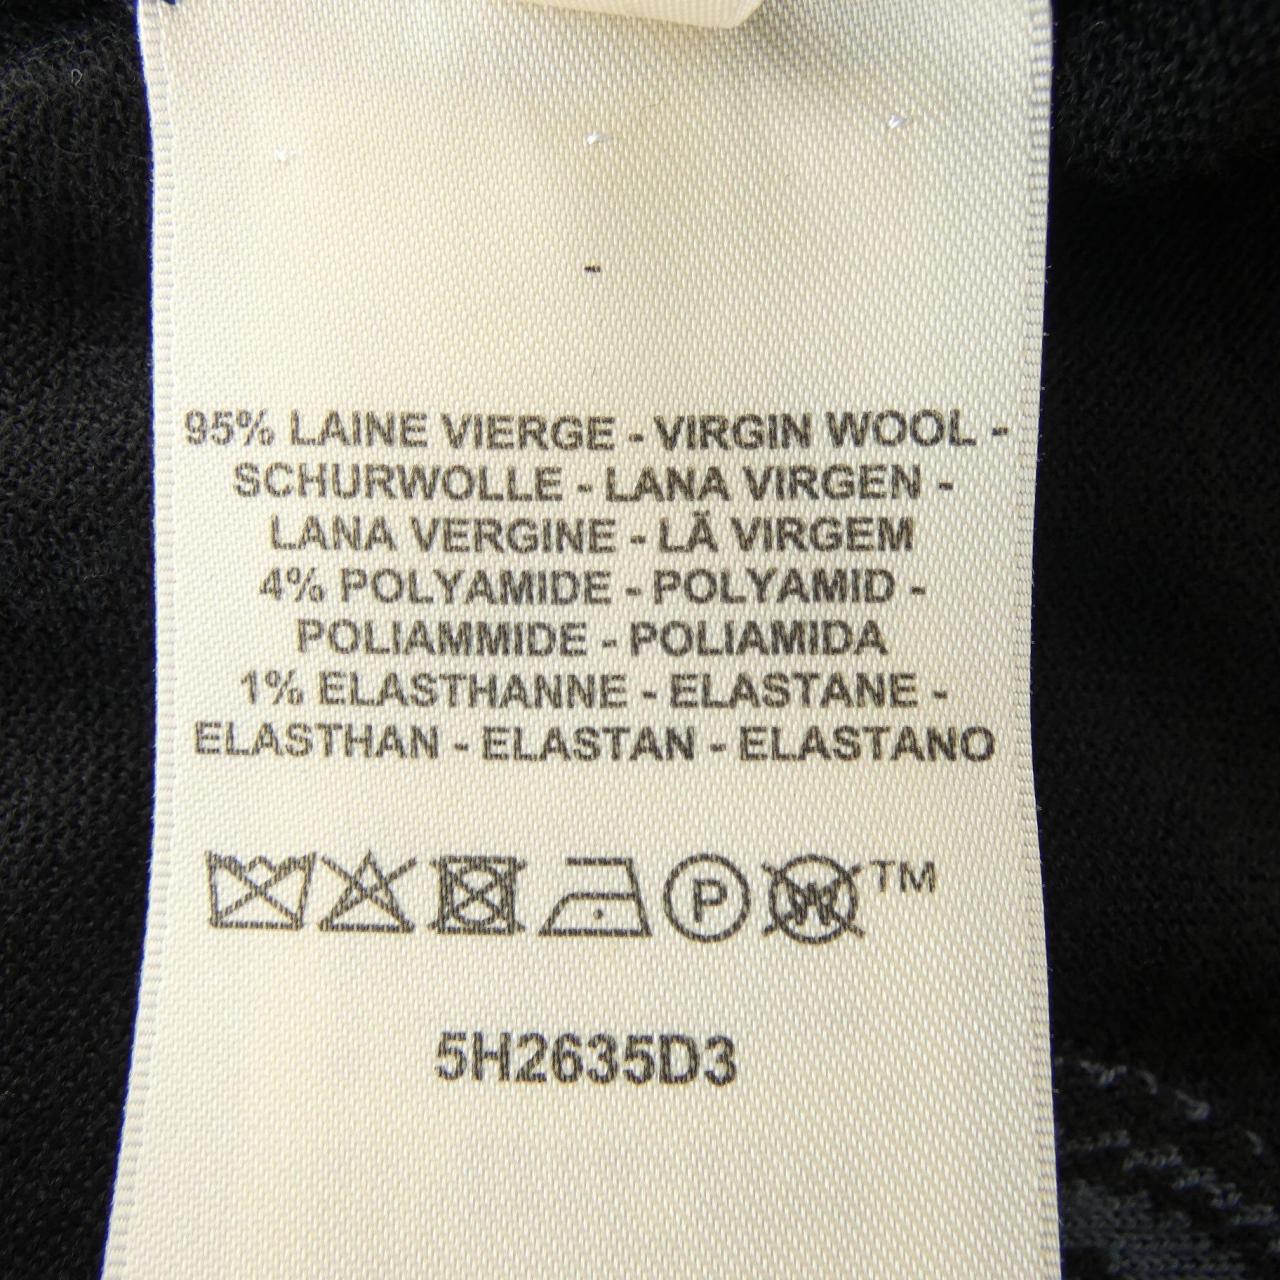 -
95% LAINE VIERGE - VIRGIN WOOL -
SCHURWOLLE - LANA VIRGEN -
LANA VERGINE - LÃ VIRGEM
4% POLYAMIDE - POLYAMID -
POLIAMMIDE - POLIAMIDA
1% ELASTHANNE - ELASTANE -
ELASTHAN - ELASTAN - ELASTANO
P W TM
5H2635D3